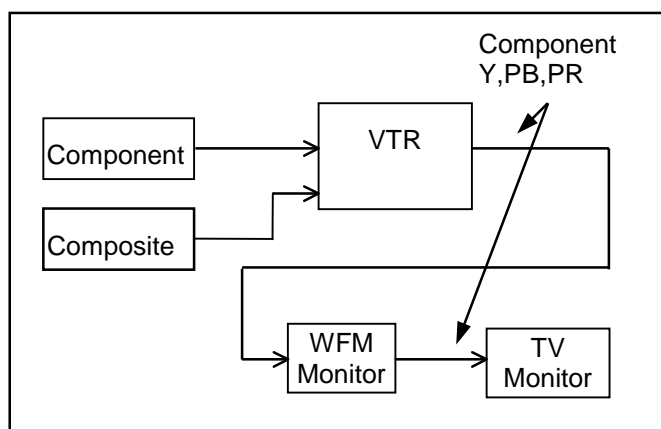 Component
Y,PB,PR
VTR
Component
Composite
WFM
Monitor
TV
Monitor